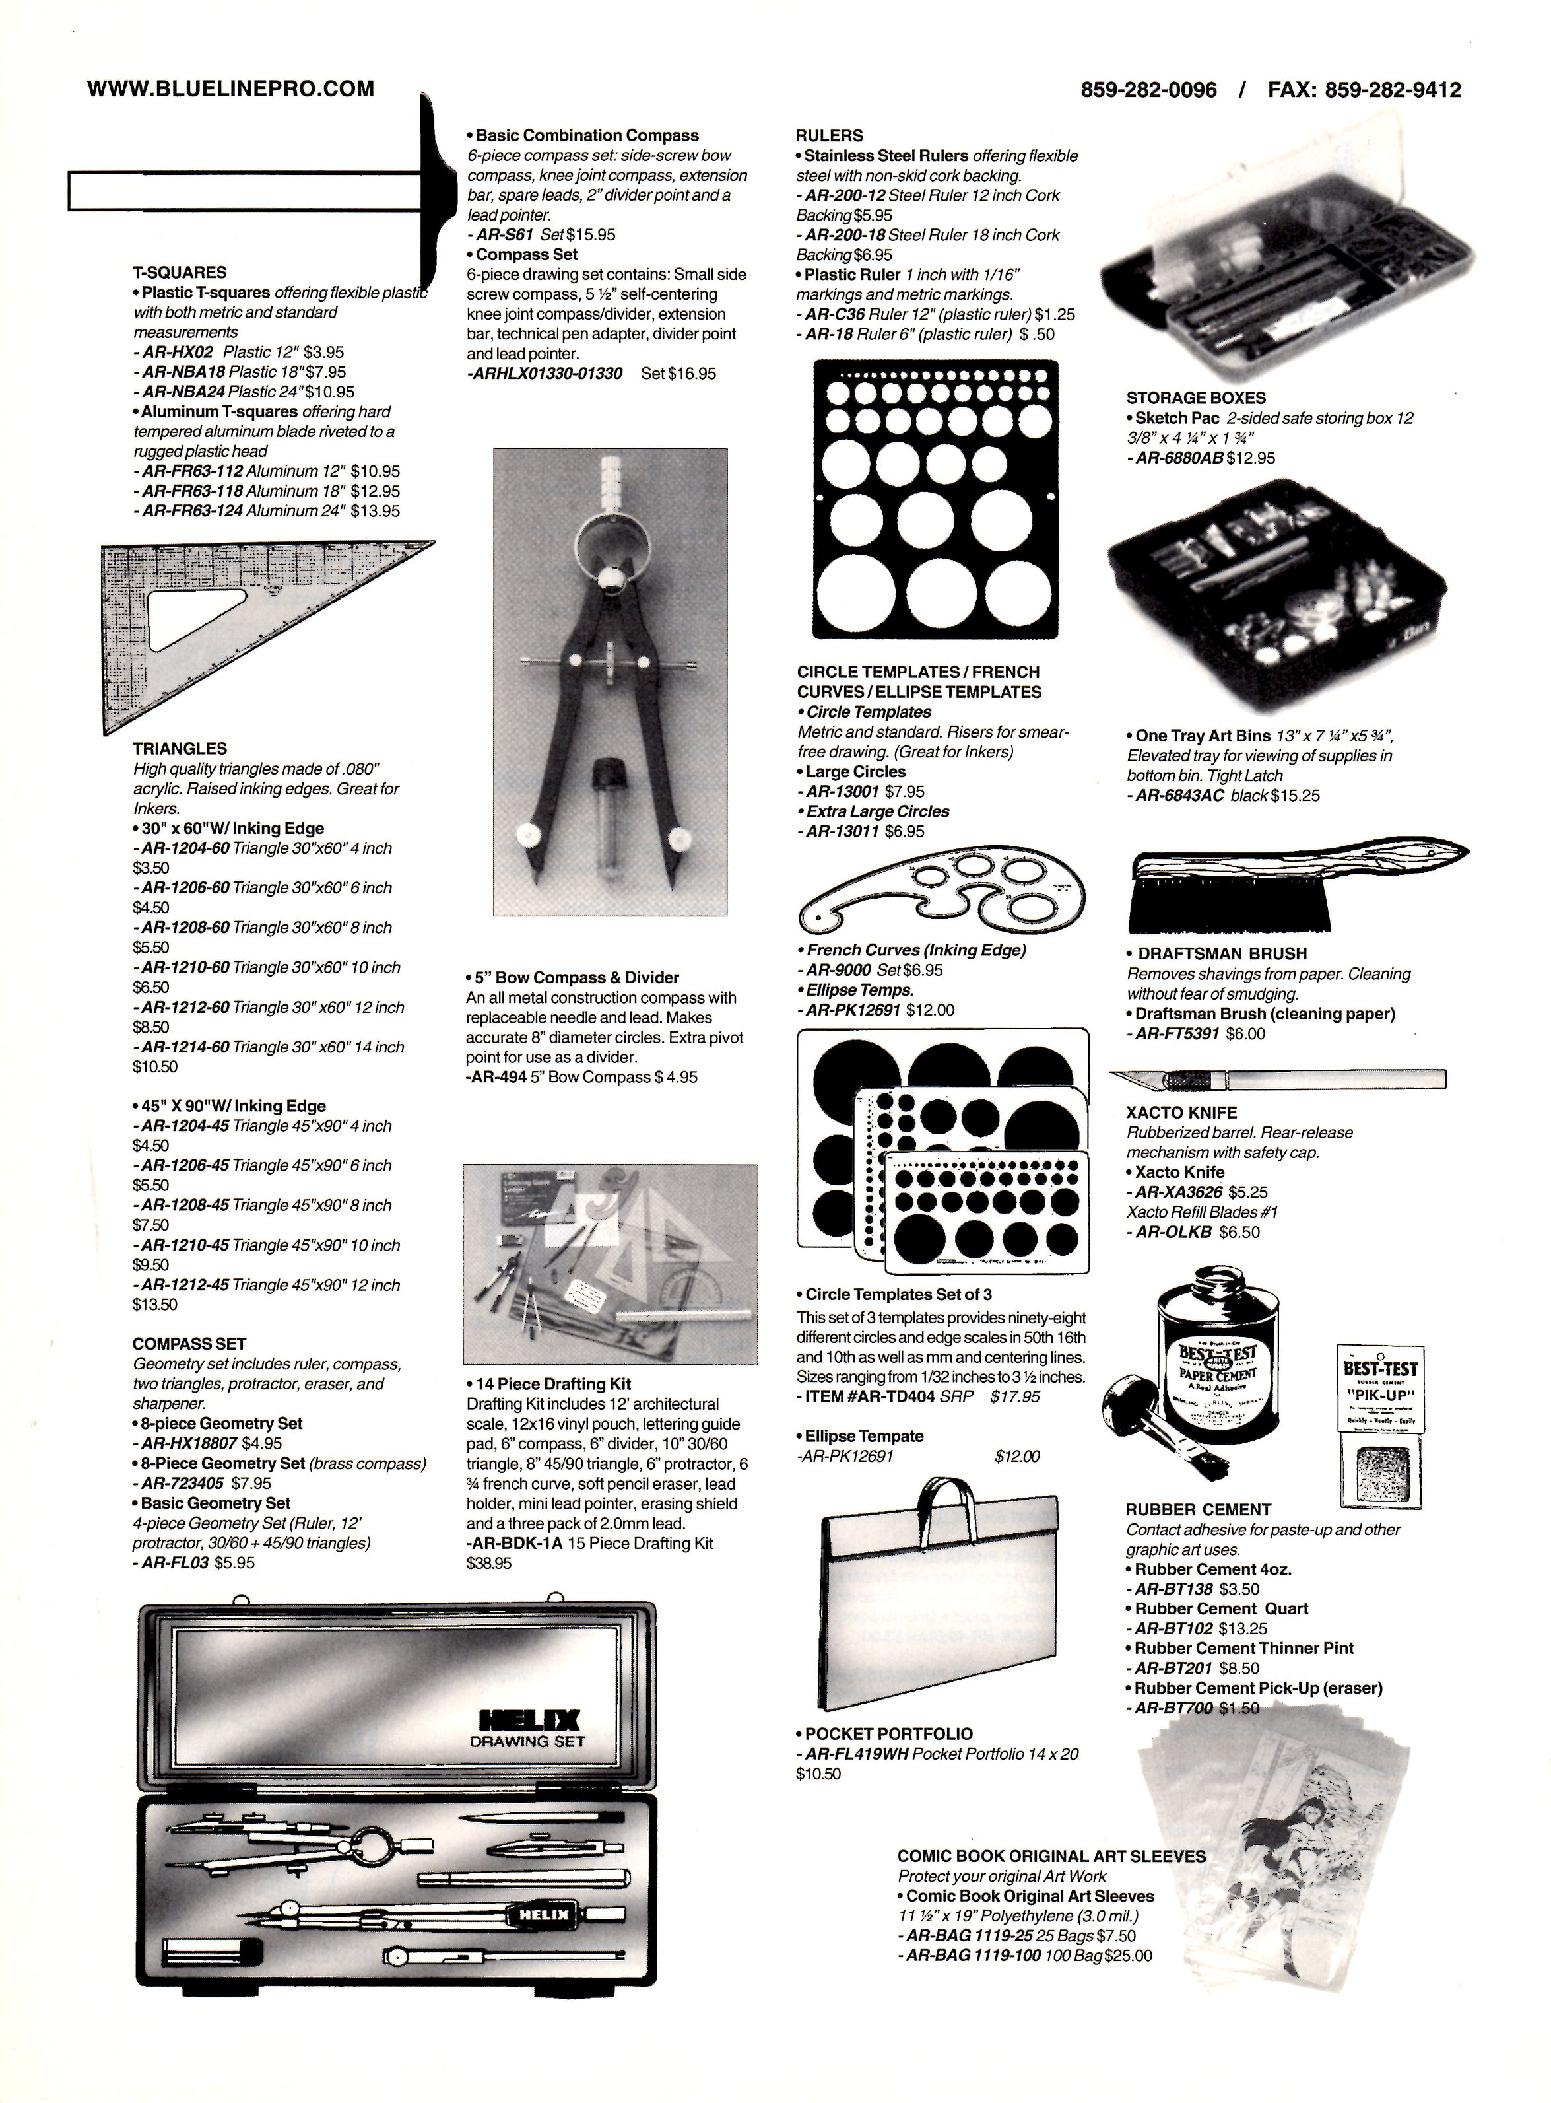 WWW.BLUELINEPRO.COM
859-282-0096 / FAX: 859-282-9412
T-SQUARES
• Plastic T-squares offering flexible plastic
with both metric and standard
measurements
- AR-HX02 Plastic 12" $3.95
- AR-NBA18 Plastic 18" $7.95
- AR-NBA24 Plastic 24" $10.95
• Aluminum T-squares offering hard
tempered aluminum blade riveted to a
rugged plastic head
- AR-FR63-112 Aluminum 12" $10.95
- AR-FR63-118 Aluminum 18" $12.95
- AR-FR63-124 Aluminum 24" $13.95
TRIANGLES
High quality triangles made of .080"
acrylic. Raised inking edges. Great for
Inkers.
• 30" x 60"W/ Inking Edge
- AR-1204-60 Triangle 30"x60" 4 inch
$3.50
- AR-1206-60 Triangle 30"x60" 6 inch
$4.50
- AR-1208-60 Triangle 30"x60" 8 inch
$5.50
- AR-1210-60 Triangle 30"x60" 10 inch
$6.50
- AR-1212-60 Triangle 30"x60" 12 inch
$8.50
- AR-1214-60 Triangle 30"x60" 14 inch
$10.50
• 45" X 90"W/ Inking Edge
- AR-1204-45 Triangle 45"x90" 4 inch
$4.50
- AR-1206-45 Triangle 45"x90" 6 inch
$5.50
- AR-1208-45 Triangle 45"x90" 8 inch
$7.50
- AR-1210-45 Triangle 45"x90" 10 inch
$9.50
- AR-1212-45 Triangle 45"x90" 12 inch
$13.50
COMPASS SET
Geometry set includes ruler, compass,
two triangles, protractor, eraser, and
sharpener.
• 8-piece Geometry Set
- AR-HX18807 $4.95
• 8-Piece Geometry Set (brass compass)
- AR-723405 $7.95
• Basic Geometry Set
4-piece Geometry Set (Ruler, 12'
protractor, 30/60 + 45/90 triangles)
- AR-FL03 $5.95
HELIX
DRAWING SET
HELIX
• Basic Combination Compass
6-piece compass set: side-screw bow
compass, knee joint compass, extension
bar, spare leads, 2" divider point and a
lead pointer.
- AR-S61 Set $15.95
• Compass Set
6-piece drawing set contains: Small side
screw compass, 5 ½" self-centering
knee joint compass/divider, extension
bar, technical pen adapter, divider point
and lead pointer.
-ARHLX01330-01330 Set $16.95
• 5" Bow Compass & Divider
An all metal construction compass with
replaceable needle and lead. Makes
accurate 8" diameter circles. Extra pivot
point for use as a divider.
-AR-494 5" Bow Compass $ 4.95
• 14 Piece Drafting Kit
Drafting Kit includes 12' architectural
scale, 12x16 vinyl pouch, lettering guide
pad, 6" compass, 6" divider, 10" 30/60
triangle, 8" 45/90 triangle, 6" protractor, 6
¾ french curve, soft pencil eraser, lead
holder, mini lead pointer, erasing shield
and a three pack of 2.0mm lead.
-AR-BDK-1A 15 Piece Drafting Kit
$38.95
RULERS
• Stainless Steel Rulers offering flexible
steel with non-skid cork backing.
- AR-200-12 Steel Ruler 12 inch Cork
Backing $5.95
- AR-200-18 Steel Ruler 18 inch Cork
Backing $6.95
• Plastic Ruler 1 inch with 1/16"
markings and metric markings.
- AR-C36 Ruler 12" (plastic ruler) $1.25
- AR-18 Ruler 6" (plastic ruler) $ .50
CIRCLE TEMPLATES / FRENCH
CURVES / ELLIPSE TEMPLATES
• Circle Templates
Metric and standard. Risers for smear-
free drawing. (Great for Inkers)
• Large Circles
- AR-13001 $7.95
• Extra Large Circles
- AR-13011 $6.95
• French Curves (Inking Edge)
- AR-9000 Set $6.95
• Ellipse Temps.
- AR-PK12691 $12.00
• Circle Templates Set of 3
This set of 3 templates provides ninety-eight
different circles and edge scales in 50th 16th
and 10th as well as mm and centering lines.
Sizes ranging from 1/32 inches to 3 ½ inches.
- ITEM #AR-TD404 SRP $17.95
• Ellipse Tempate
-AR-PK12691 $12.00
• POCKET PORTFOLIO
- AR-FL419WH Pocket Portfolio 14 x 20
$10.50
STORAGE BOXES
• Sketch Pac 2-sided safe storing box 12
3/8" x 4 ¼" x 1 ¾"
- AR-6880AB $12.95
• One Tray Art Bins 13" x 7 ¼" x5 ¾",
Elevated tray for viewing of supplies in
bottom bin. Tight Latch
- AR-6843AC black $15.25
• DRAFTSMAN BRUSH
Removes shavings from paper. Cleaning
without fear of smudging.
• Draftsman Brush (cleaning paper)
- AR-FT5391 $6.00
XACTO KNIFE
Rubberized barrel. Rear-release
mechanism with safety cap.
• Xacto Knife
- AR-XA3626 $5.25
Xacto Refill Blades #1
- AR-OLKB $6.50
BEST-TEST
PAPER CEMENT
A Real Adhesive
BEST-TEST
RUBBER CEMENT
"PIK-UP"
Quickly - Neatly - Easily
RUBBER CEMENT
Contact adhesive for paste-up and other
graphic art uses.
• Rubber Cement 4oz.
- AR-BT138 $3.50
• Rubber Cement Quart
- AR-BT102 $13.25
• Rubber Cement Thinner Pint
- AR-BT201 $8.50
• Rubber Cement Pick-Up (eraser)
- AR-BT700 $1.50
COMIC BOOK ORIGINAL ART SLEEVES
Protect your original Art Work
• Comic Book Original Art Sleeves
11 ½" x 19" Polyethylene (3.0 mil.)
- AR-BAG 1119-25 25 Bags $7.50
- AR-BAG 1119-100 100 Bag $25.00